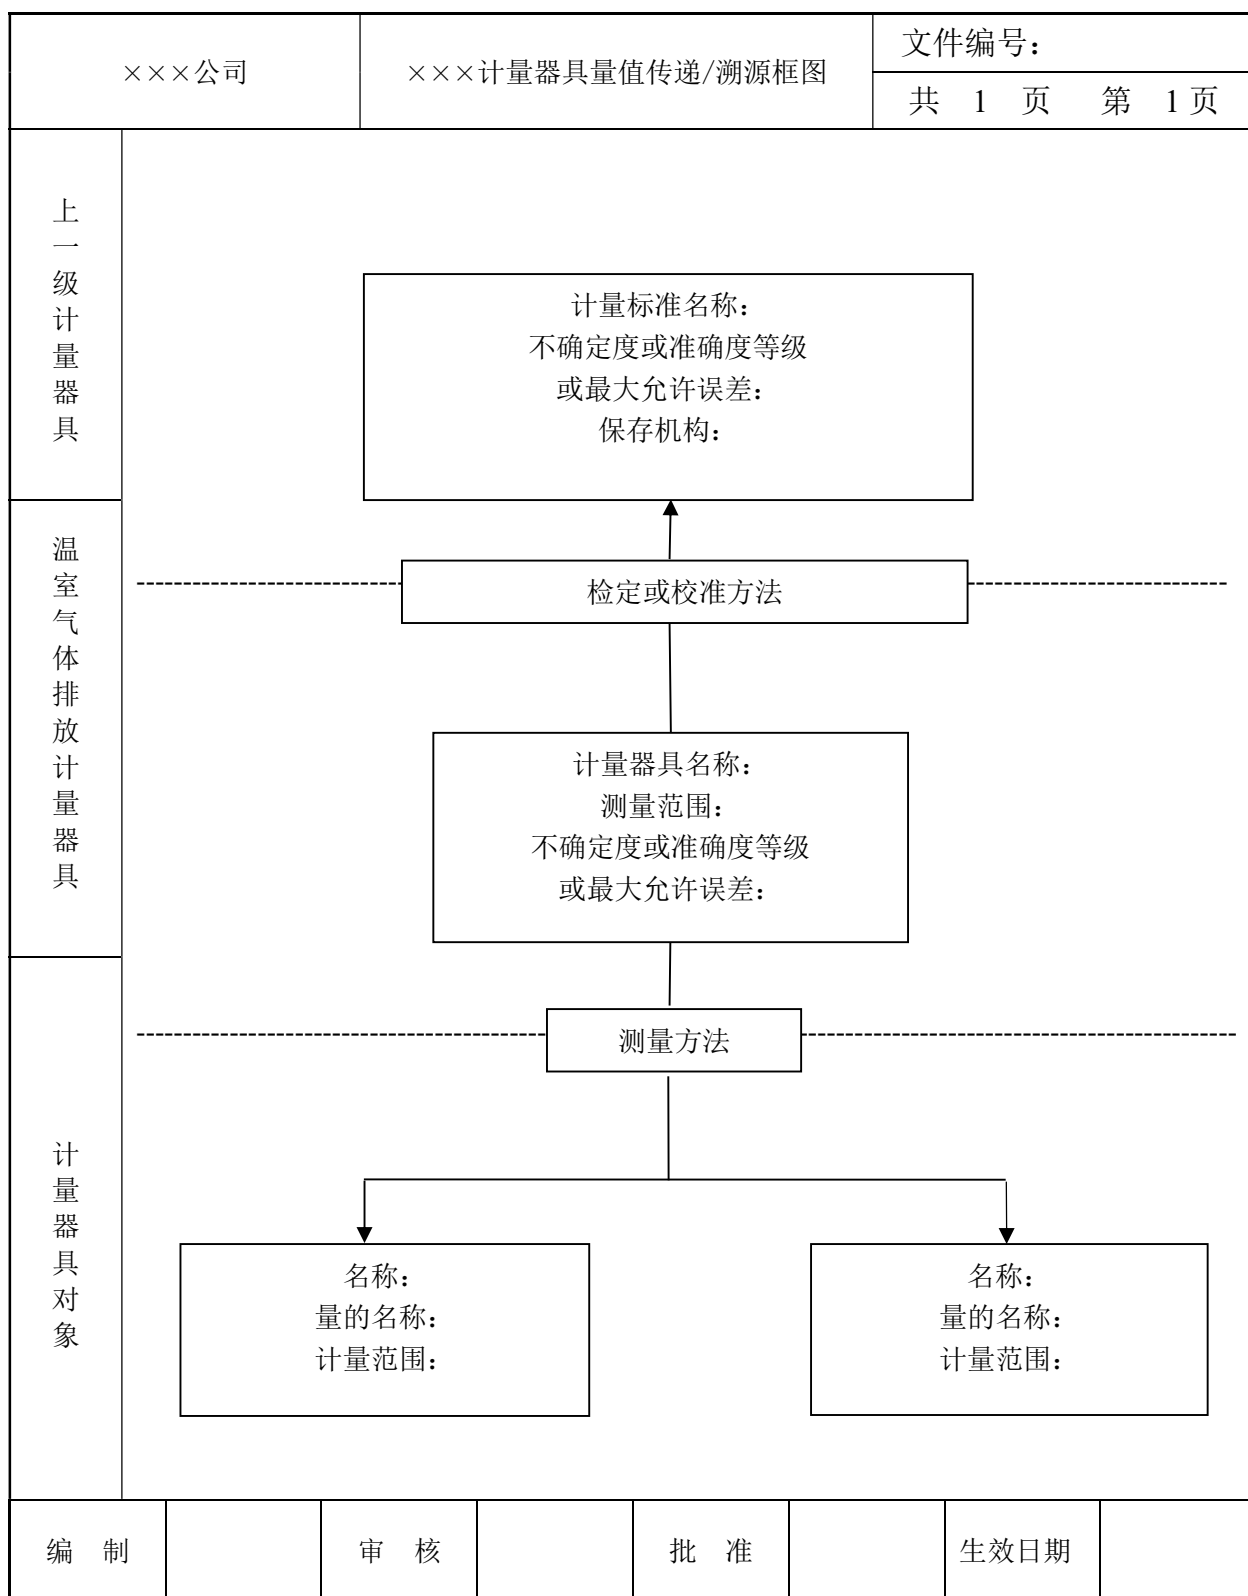 ×××公司
×××计量器具量值传递/溯源框图
文件编号：
共 1 页 第 1页
上一级计量器具
计量标准名称：
不确定度或准确度等级
或最大允许误差：
保存机构：
温室气体排放计量器具
检定或校准方法
计量器具名称：
测量范围：
不确定度或准确度等级
或最大允许误差：
计量器具对象
测量方法
名称：
量的名称：
计量范围：
名称：
量的名称：
计量范围：
编 制
审 核
批 准
生效日期